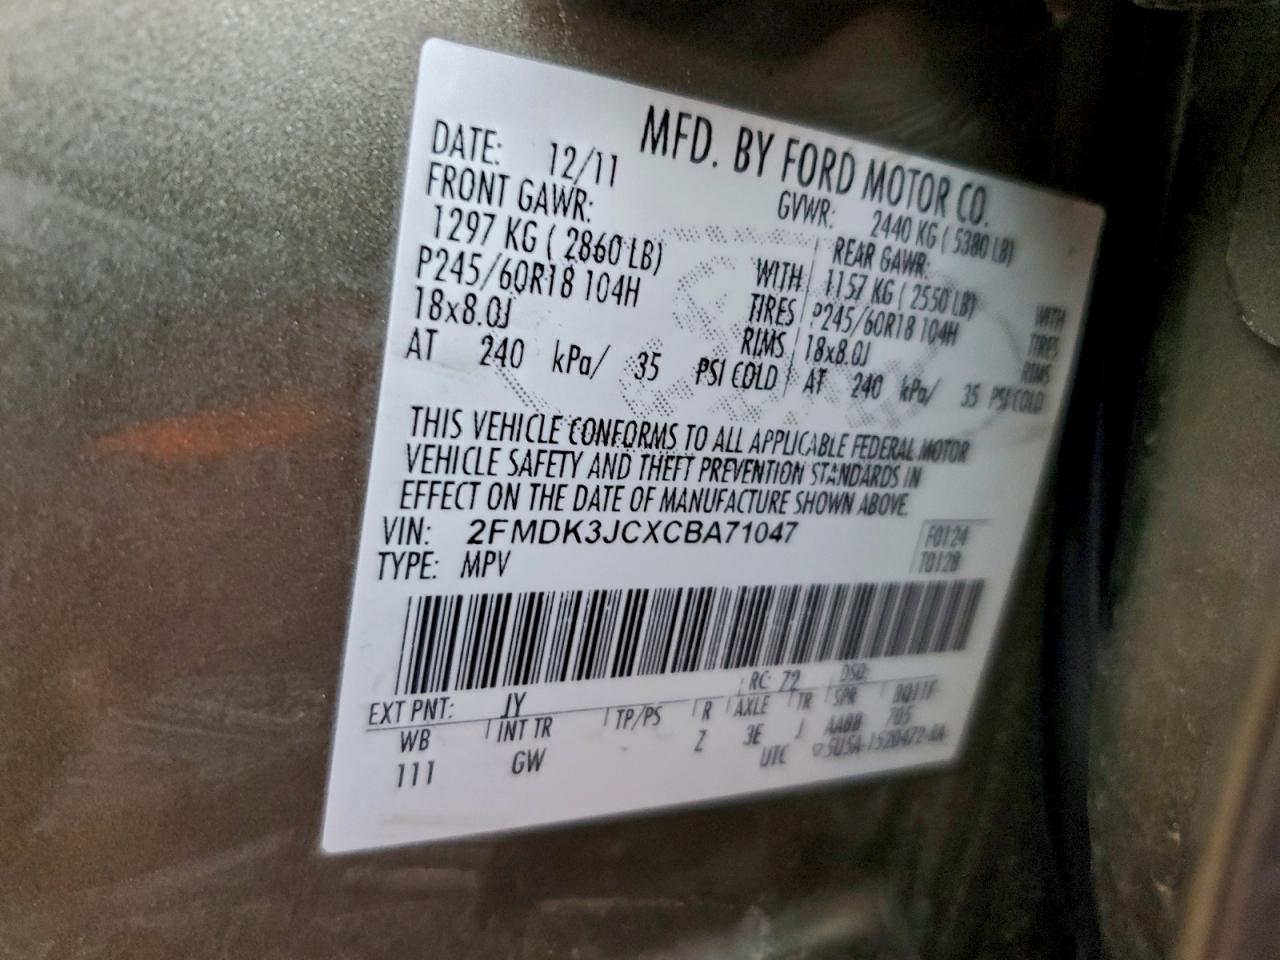 MFD. BY FORD MOTOR CO.
DATE: 12/11 GVWR: 2440 KG ( 5380 LB)
FRONT GAWR: REAR GAWR:
1297 KG ( 2860 LB) WITH 1157 KG ( 2550 LB) WITH
P245/60R18 104H TIRES P245/60R18 104H TIRES
18x8.0J RIMS 18x8.0J RIMS
AT 240 kPa/ 35 PSI COLD AT 240 kPa/ 35 PSI COLD
THIS VEHICLE CONFORMS TO ALL APPLICABLE FEDERAL MOTOR
VEHICLE SAFETY AND THEFT PREVENTION STANDARDS IN
EFFECT ON THE DATE OF MANUFACTURE SHOWN ABOVE.
VIN: 2FMDK3JCXCBA71047 F0124
TYPE: MPV T0128
EXT PNT: JY RC: 72 DSO:
WB INT TR TP/PS R AXLE TR SPR
111 GW Z 3E J AABB 705
UTC